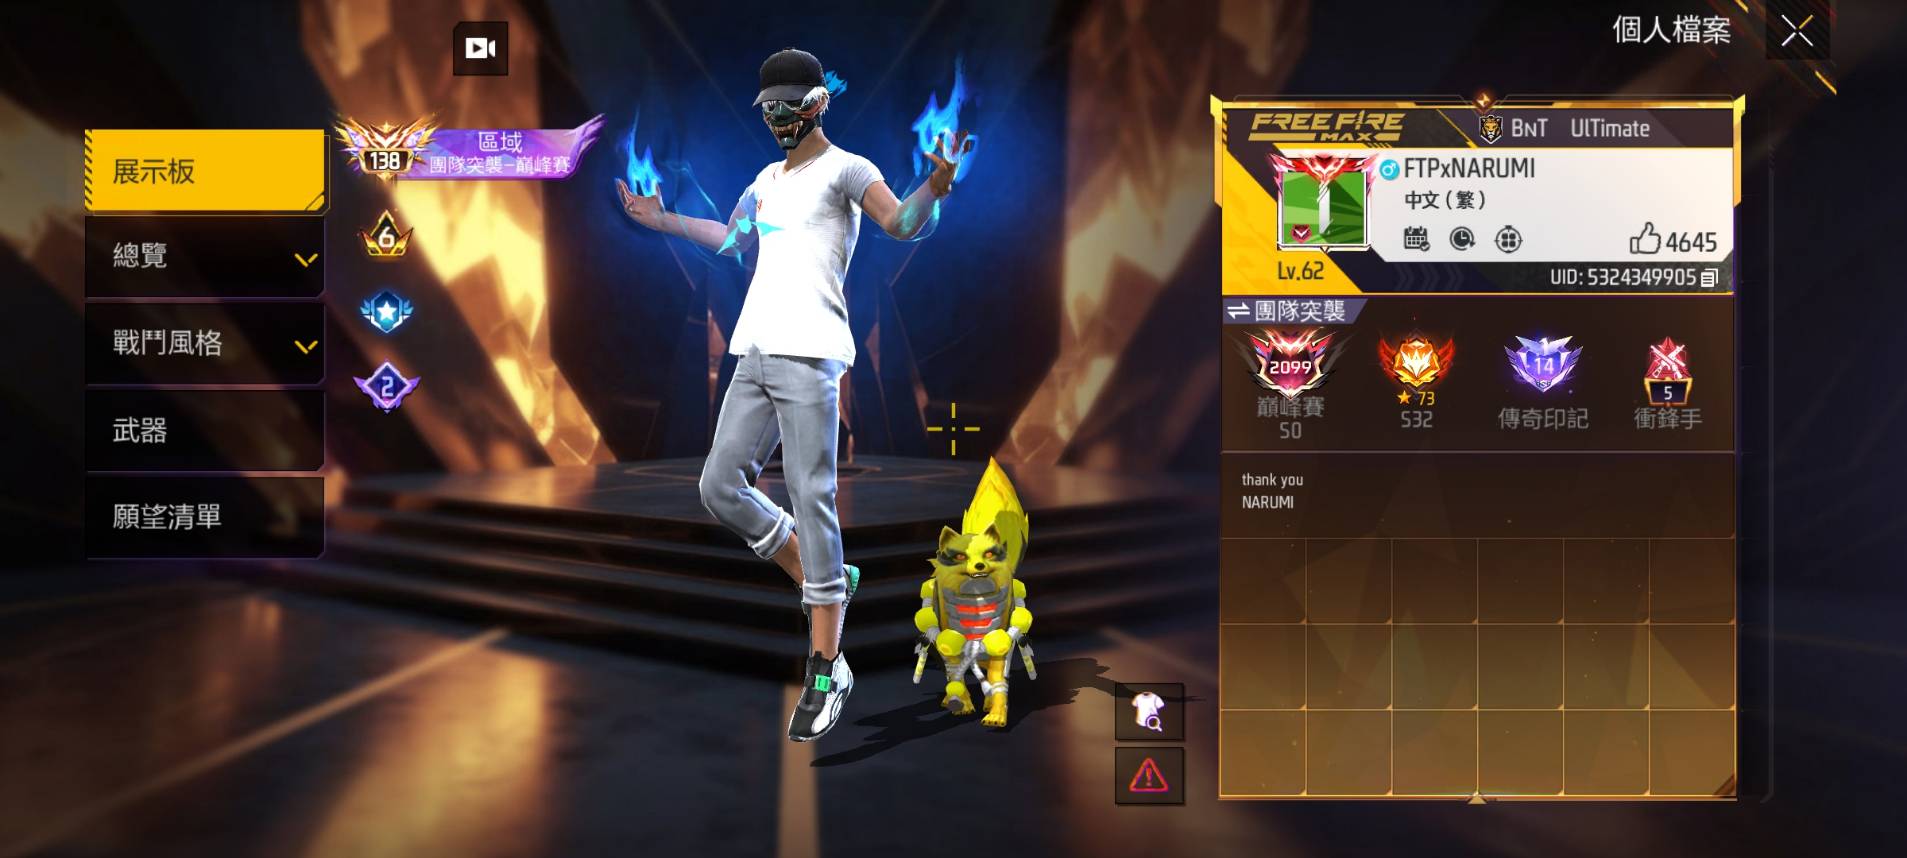 個人檔案
展示板
總覽
戰鬥風格
武器
願望清單
138
區域
團隊突襲-巔峰賽
6
2
FREE FIRE
MAX
BNT ULTimate
FTPxNARUMI
中文(繁)
4645
Lv.62
UID: 5324349905
團隊突襲
2099
巔峰賽
S0
73
S32
14
傳奇印記
5
衝鋒手
thank you
NARUMI